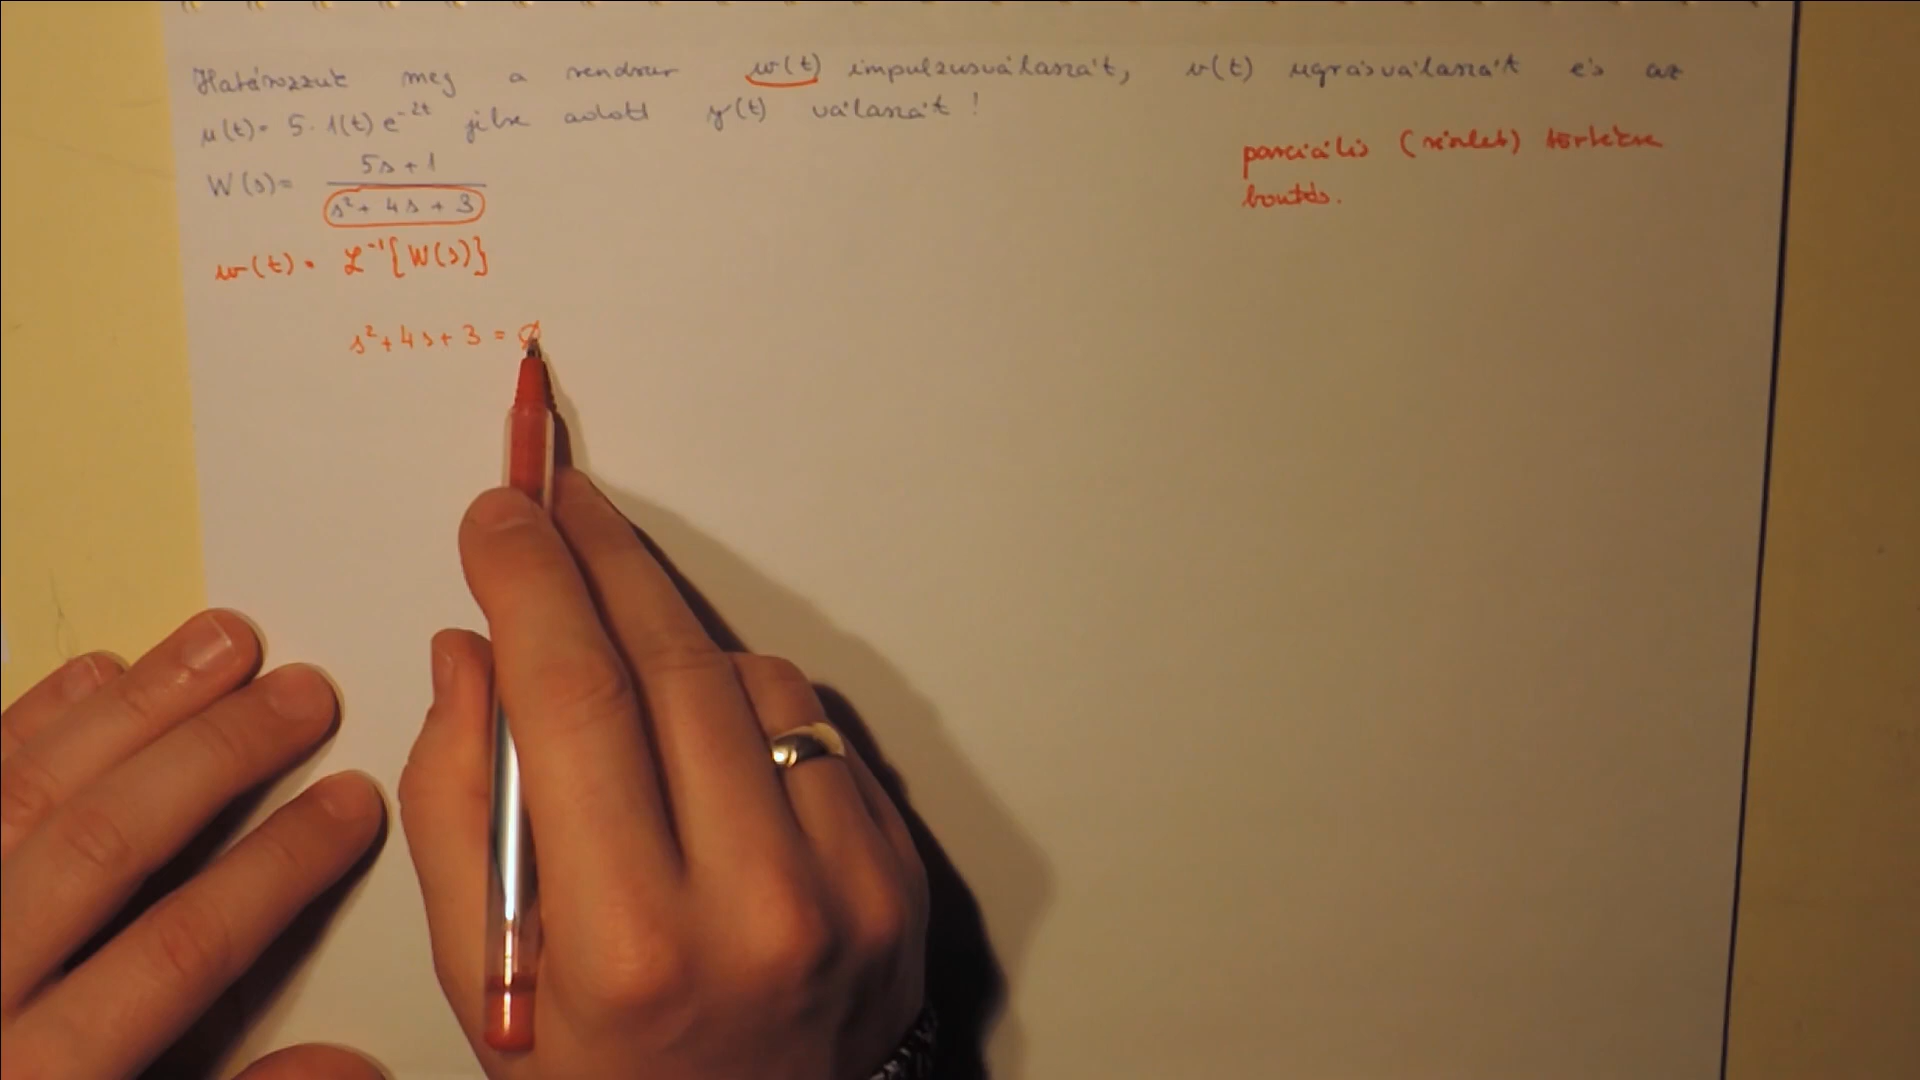 Határozzuk meg a rendszer w(t) impulzusválaszát, v(t) ugrásválaszát és az
u(t)= 5·1(t) e^-2t jelre adott y(t) válaszát!
W(s)= (5s+1)/(s²+4s+3)
parciális (részlet) törtekre
bontás.
w(t)= ℒ^-1{W(s)}
s²+4s+3 = 0